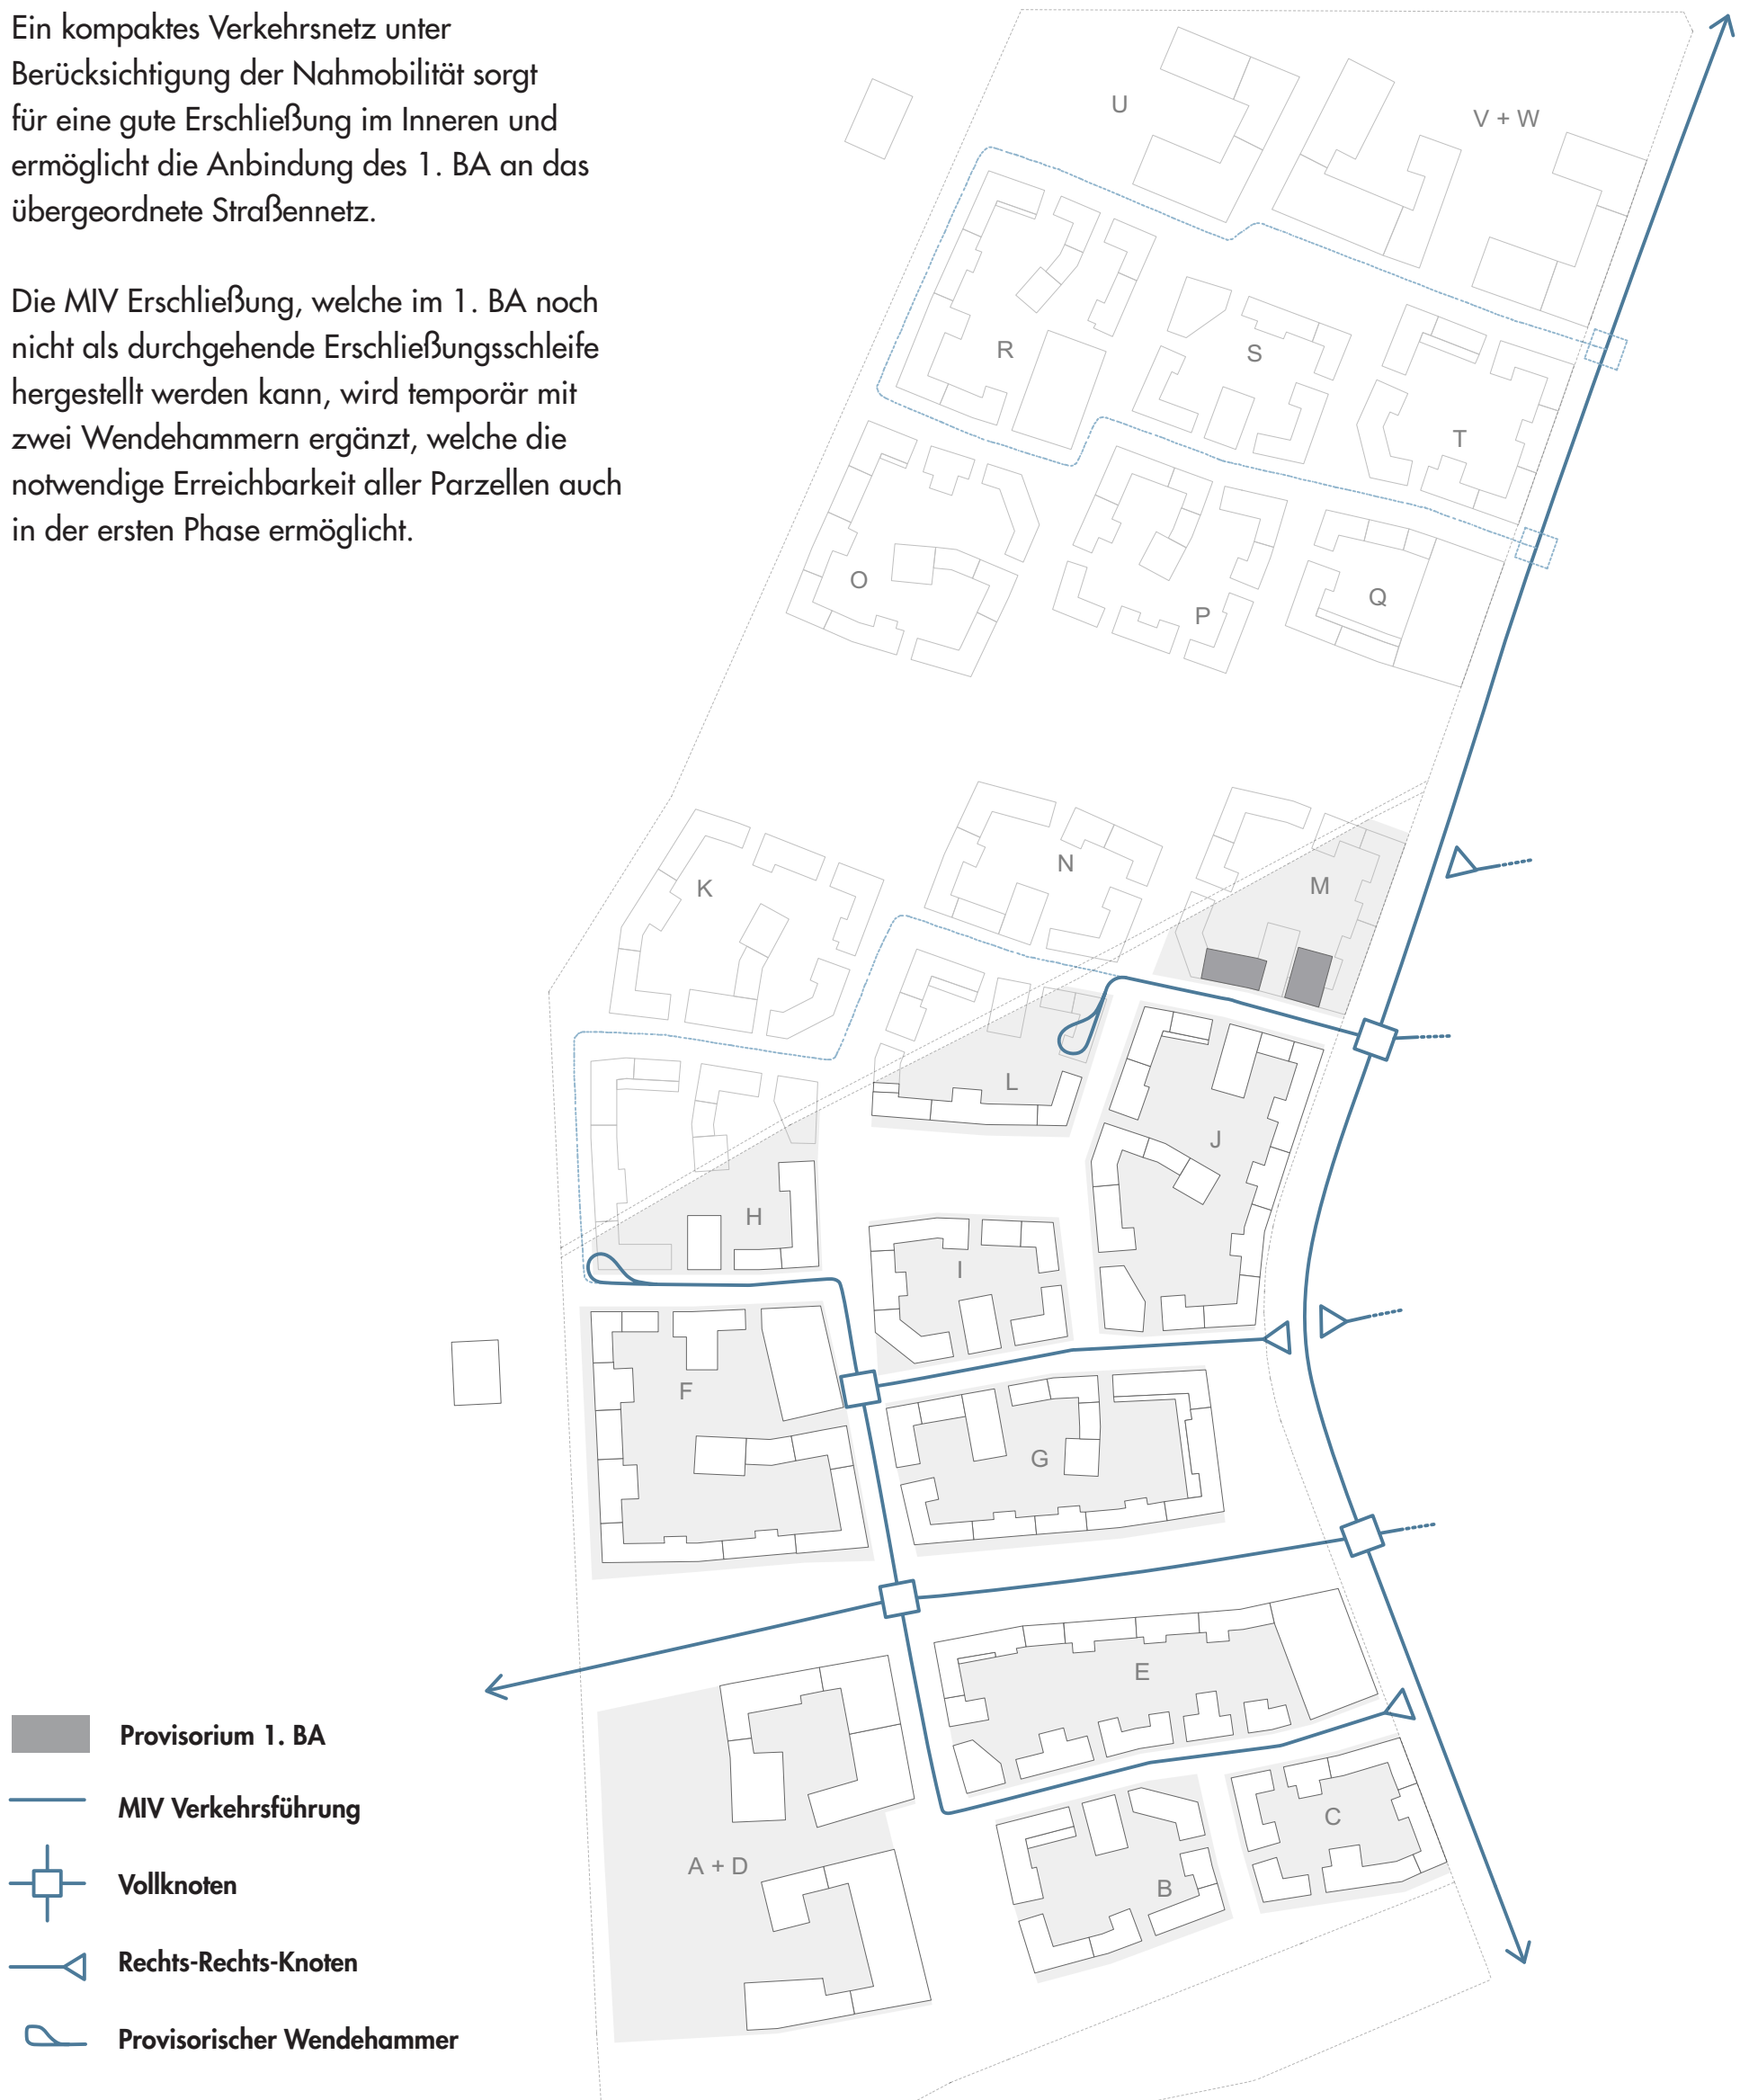 Ein kompaktes Verkehrsnetz unter
Berücksichtigung der Nahmobilität sorgt
für eine gute Erschließung im Inneren und
ermöglicht die Anbindung des 1. BA an das
übergeordnete Straßennetz.
Die MIV Erschließung, welche im 1. BA noch
nicht als durchgehende Erschließungsschleife
hergestellt werden kann, wird temporär mit
zwei Wendehammern ergänzt, welche die
notwendige Erreichbarkeit aller Parzellen auch
in der ersten Phase ermöglicht.
U
V + W
R
S
T
O
P
Q
K
N
M
L
J
H
I
F
G
E
A + D
B
C
Provisorium 1. BA
MIV Verkehrsführung
Vollknoten
Rechts-Rechts-Knoten
Provisorischer Wendehammer